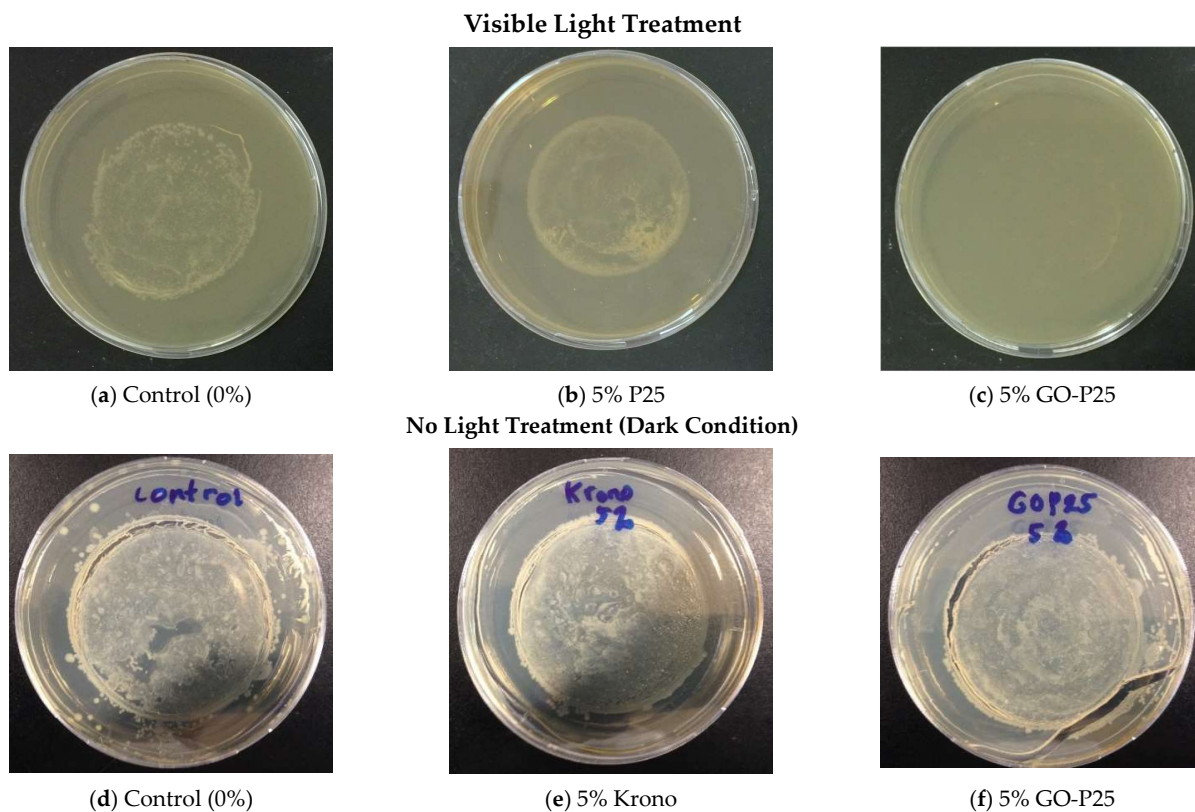 Visible Light Treatment
(a) Control (0%)
(b) 5% P25
(c) 5% GO-P25
No Light Treatment (Dark Condition)
Control
Krono
5%
GOP25
5%
(d) Control (0%)
(e) 5% Krono
(f) 5% GO-P25